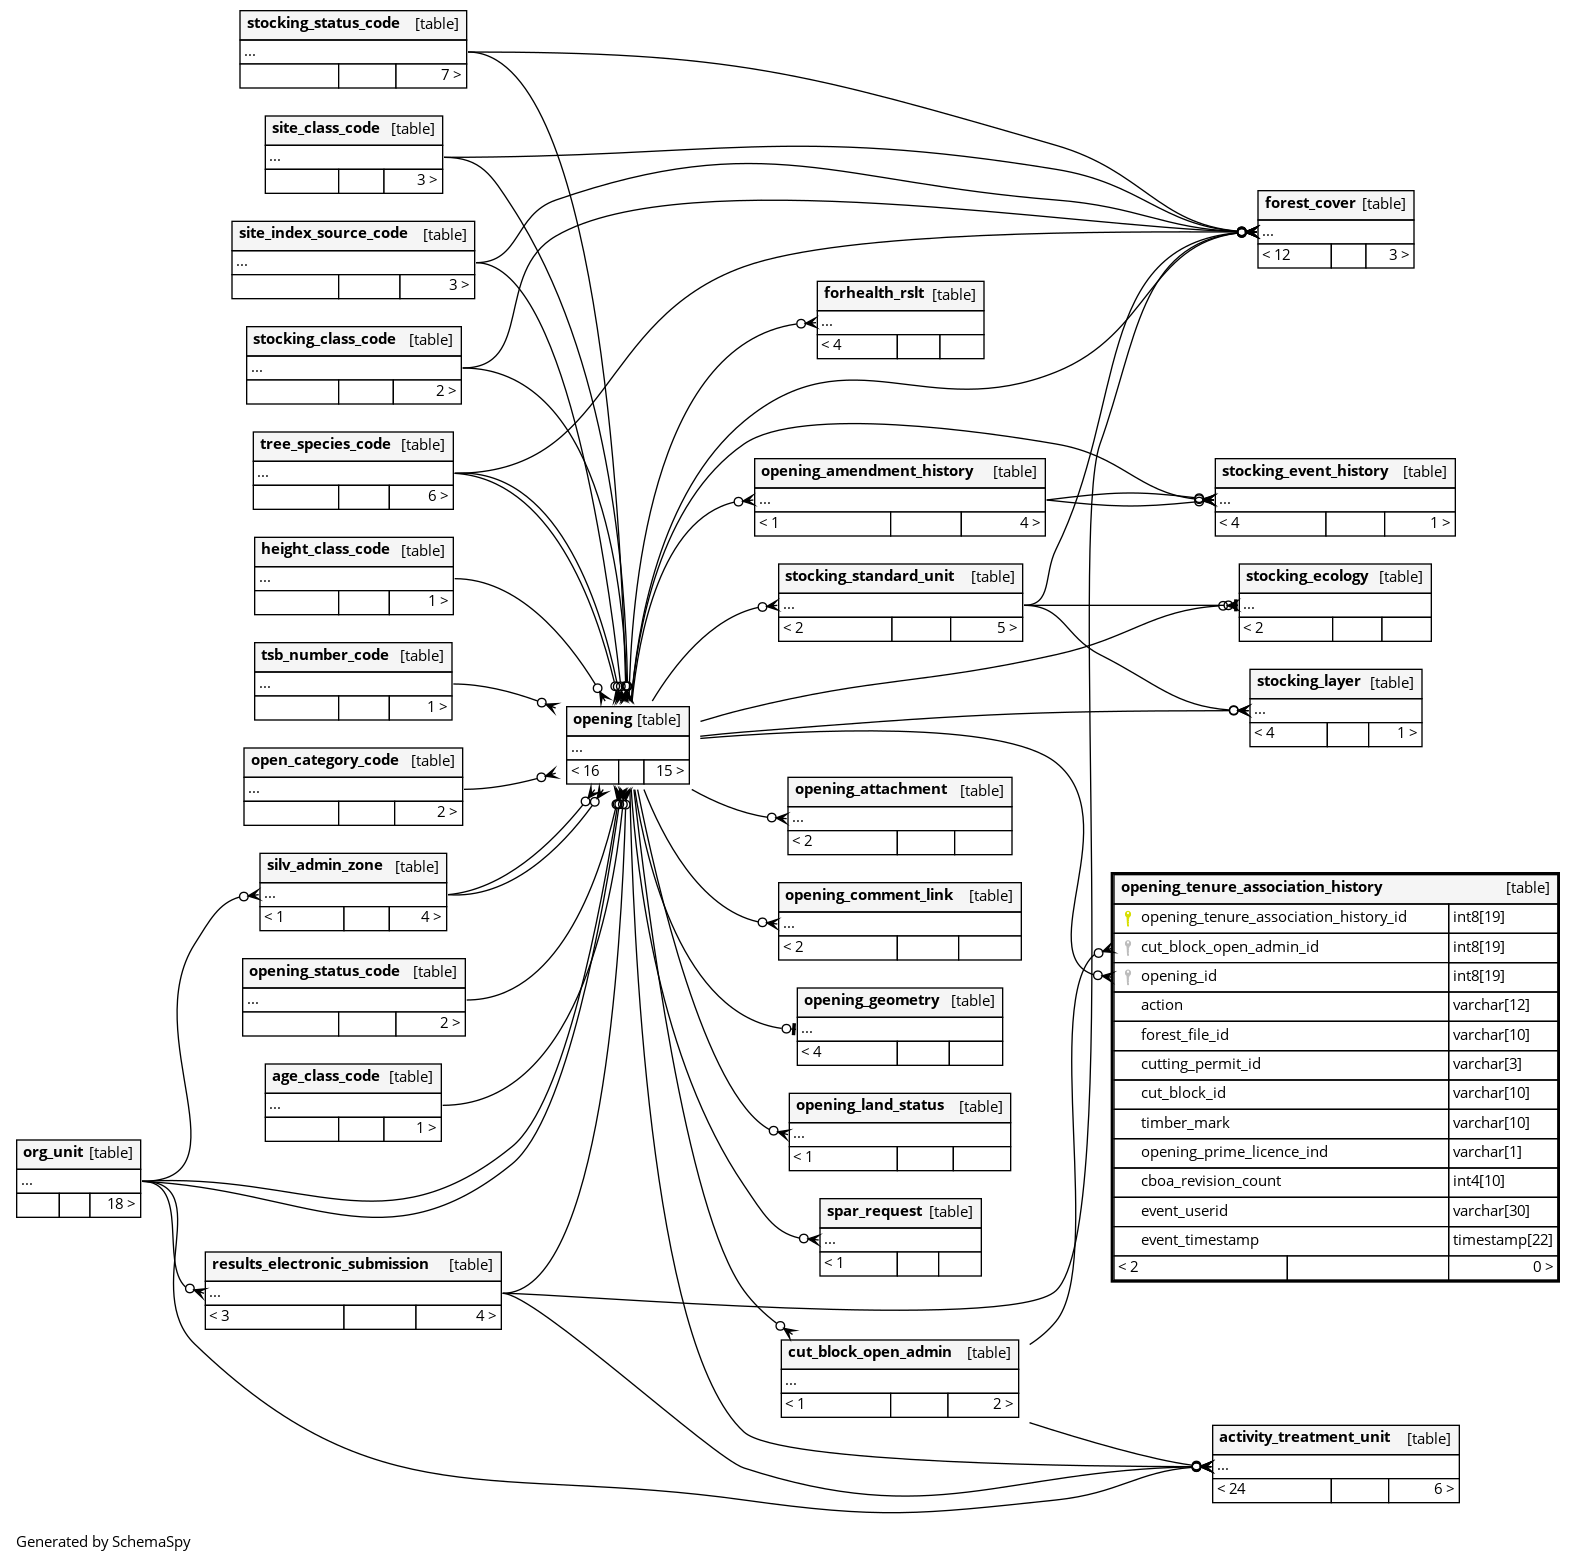 stocking_status_code [table]
...
7 >
site_class_code [table]
...
3 >
site_index_source_code [table]
...
3 >
stocking_class_code [table]
...
2 >
tree_species_code [table]
...
6 >
height_class_code [table]
...
1 >
tsb_number_code [table]
...
1 >
open_category_code [table]
...
2 >
silv_admin_zone [table]
...
< 1 4 >
opening_status_code [table]
...
2 >
age_class_code [table]
...
1 >
org_unit [table]
...
18 >
results_electronic_submission [table]
...
< 3 4 >
opening [table]
...
< 16 15 >
forhealth_rslt [table]
...
< 4
opening_amendment_history [table]
...
< 1 4 >
stocking_standard_unit [table]
...
< 2 5 >
opening_attachment [table]
...
< 2
opening_comment_link [table]
...
< 2
opening_geometry [table]
...
< 4
opening_land_status [table]
...
< 1
spar_request [table]
...
< 1
cut_block_open_admin [table]
...
< 1 2 >
forest_cover [table]
...
< 12 3 >
stocking_event_history [table]
...
< 4 1 >
stocking_ecology [table]
...
< 2
stocking_layer [table]
...
< 4 1 >
opening_tenure_association_history [table]
opening_tenure_association_history_id int8[19]
cut_block_open_admin_id int8[19]
opening_id int8[19]
action varchar[12]
forest_file_id varchar[10]
cutting_permit_id varchar[3]
cut_block_id varchar[10]
timber_mark varchar[10]
opening_prime_licence_ind varchar[1]
cboa_revision_count int4[10]
event_userid varchar[30]
event_timestamp timestamp[22]
< 2 0 >
activity_treatment_unit [table]
...
< 24 6 >
Generated by SchemaSpy